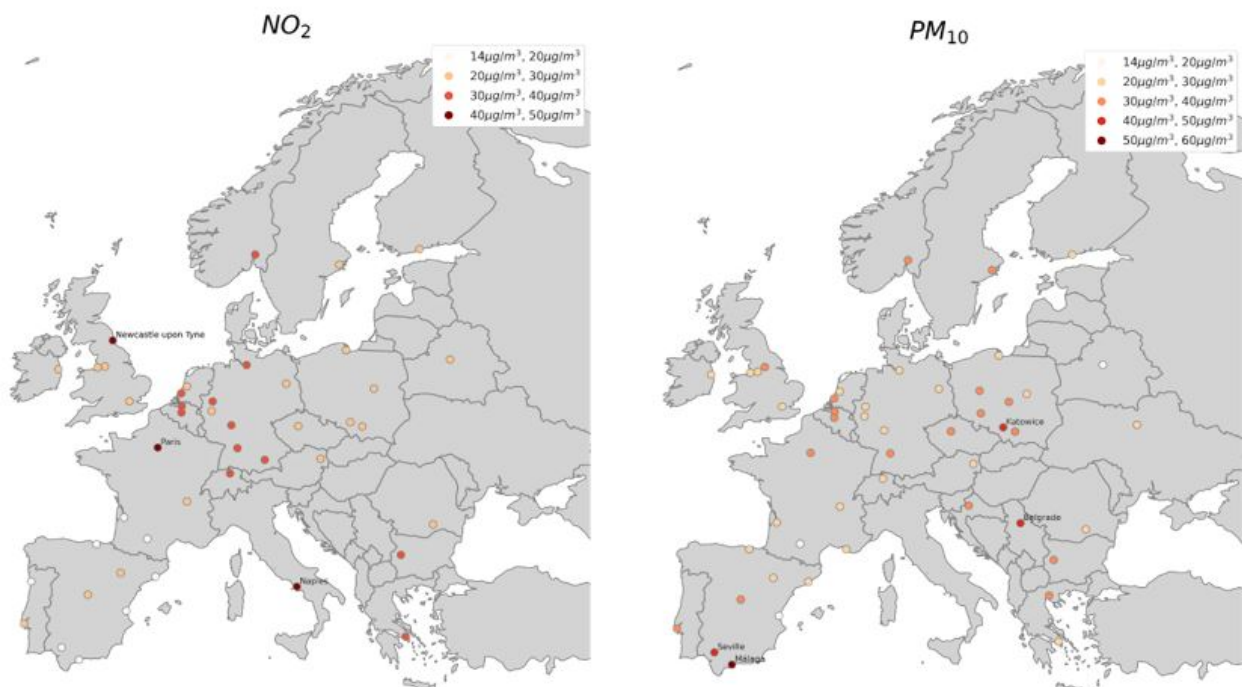 NO₂
14μg/m³, 20μg/m³
20μg/m³, 30μg/m³
30μg/m³, 40μg/m³
40μg/m³, 50μg/m³
Newcastle upon Tyne
Paris
Naples
PM₁₀
14μg/m³, 20μg/m³
20μg/m³, 30μg/m³
30μg/m³, 40μg/m³
40μg/m³, 50μg/m³
50μg/m³, 60μg/m³
Katowice
Belgrade
Seville
Málaga